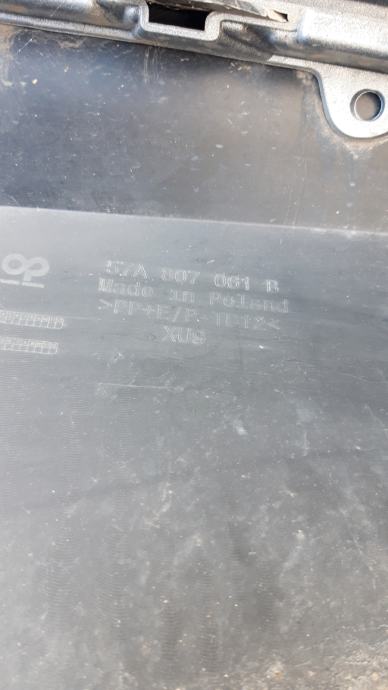 57A 807 061 B
Made in Poland
>PP+E/P TD12<
XU9